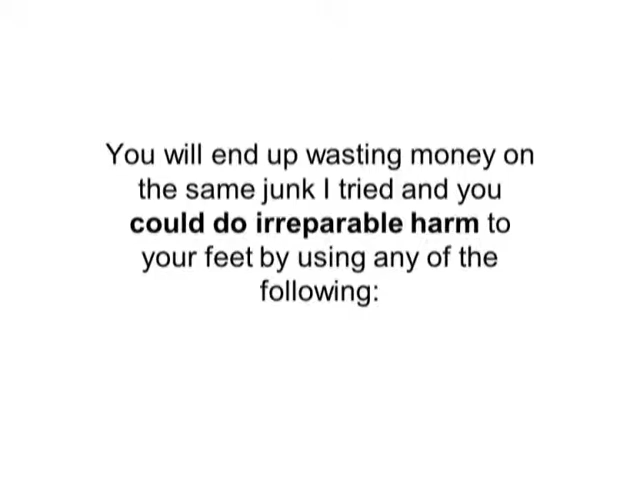 You will end up wasting money on
the same junk I tried and you
could do irreparable harm to
your feet by using any of the
following: